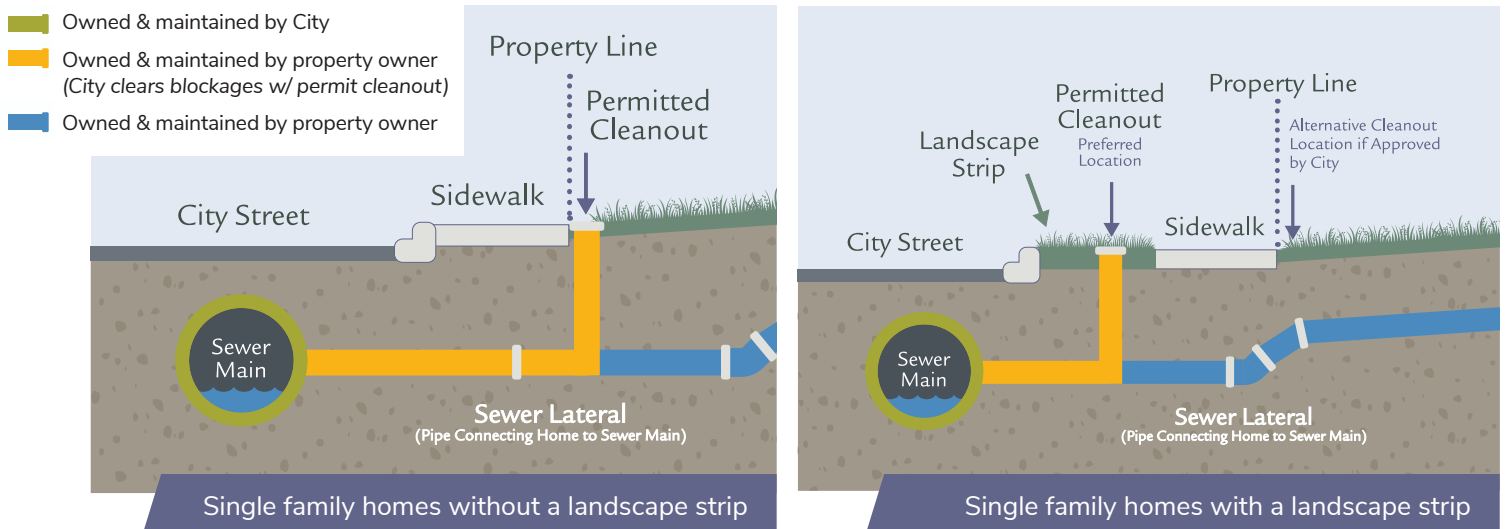 Owned & maintained by City
Owned & maintained by property owner
(City clears blockages w/ permit cleanout)
Owned & maintained by property owner
Property Line
Permitted
Cleanout
Sidewalk
City Street
Sewer
Main
Sewer Lateral
(Pipe Connecting Home to Sewer Main)
Single family homes without a landscape strip
Property Line
Permitted
Cleanout
Preferred
Location
Alternative Cleanout
Location if Approved
by City
Landscape
Strip
Sidewalk
City Street
Sewer
Main
Sewer Lateral
(Pipe Connecting Home to Sewer Main)
Single family homes with a landscape strip